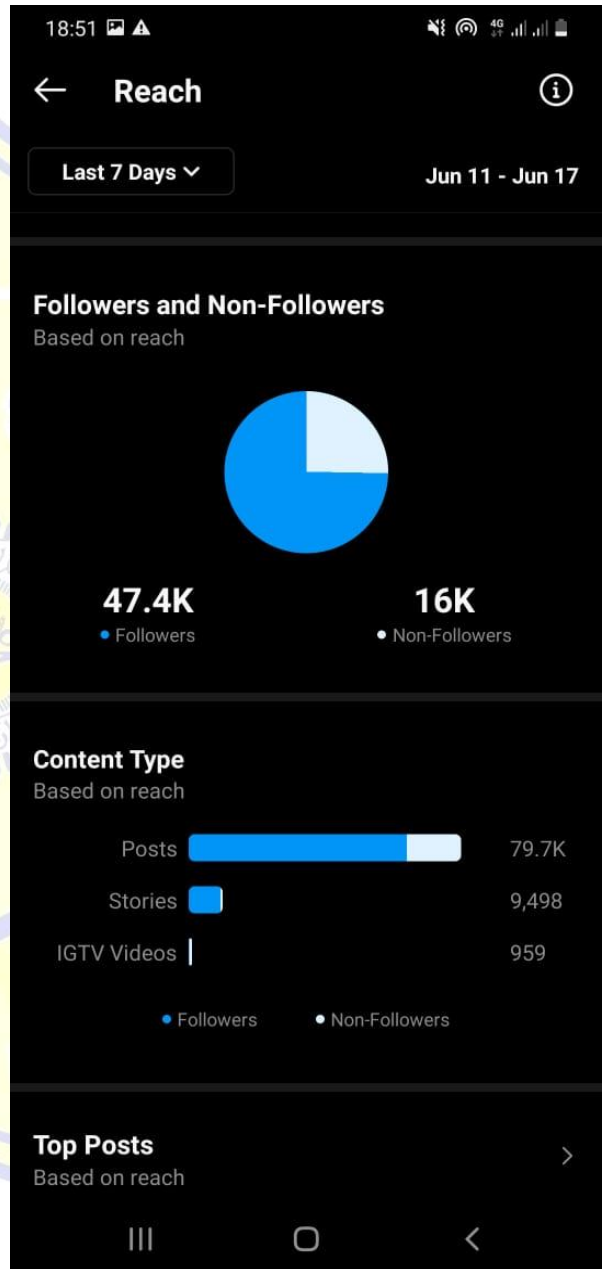 18:51
4G
Reach
Last 7 Days
Jun 11 - Jun 17
Followers and Non-Followers
Based on reach
47.4K 16K
Followers Non-Followers
Content Type
Based on reach
Posts 79.7K
Stories 9,498
IGTV Videos 959
Followers Non-Followers
Top Posts
Based on reach